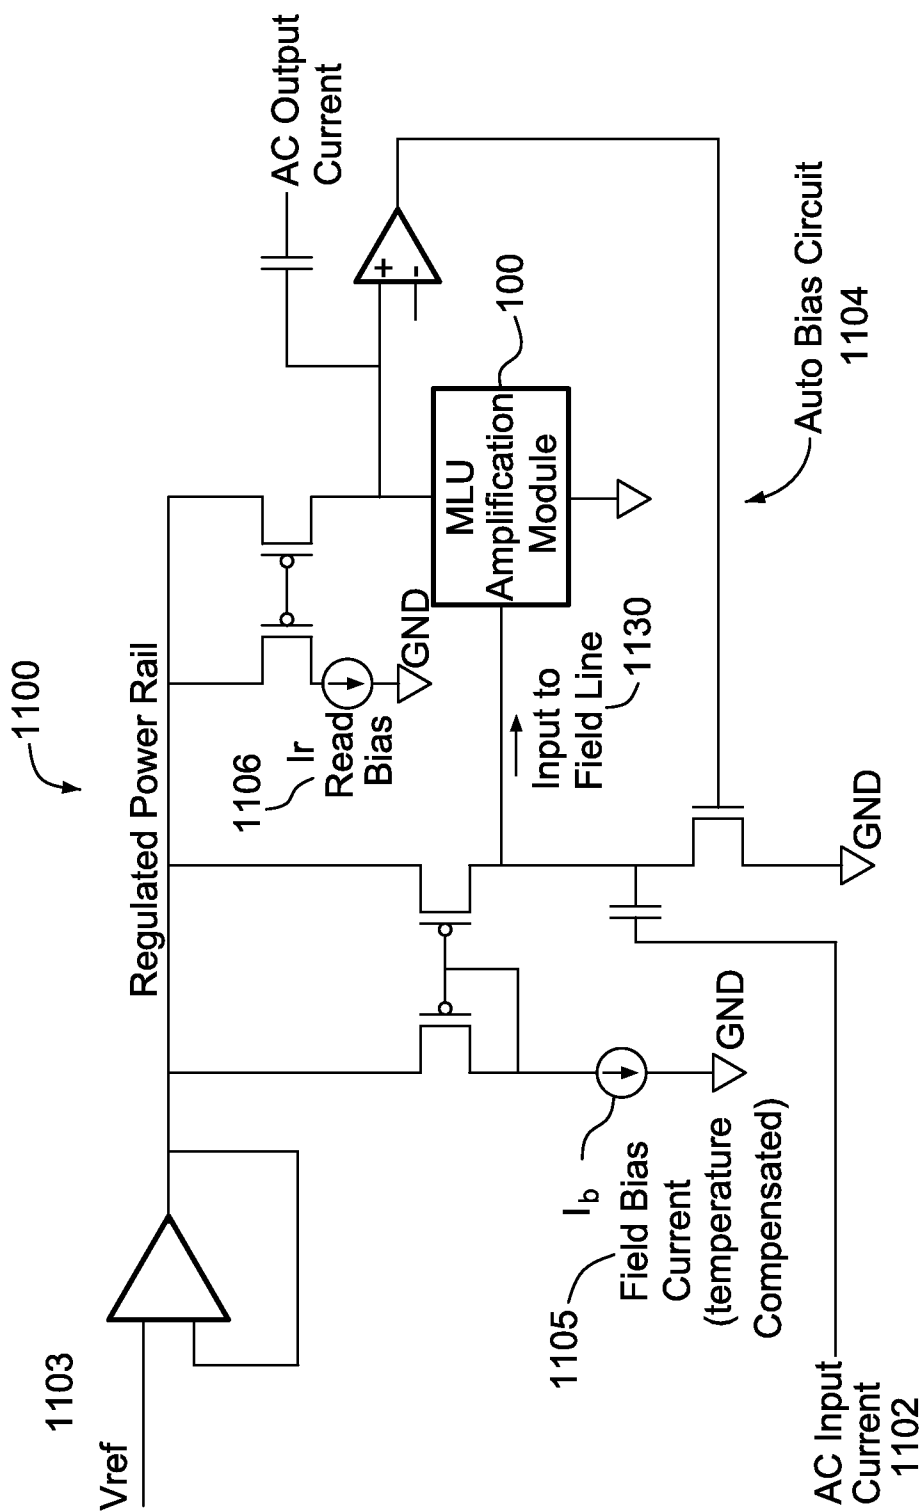 1100
Regulated Power Rail
1103
Vref
1106
Ir
Read
Bias
GND
AC Output
Current
+
-
MLU
Amplification
Module
100
Input to
Field Line
1130
I_b
Field Bias
Current
(temperature
Compensated)
1105
GND
GND
AC Input
Current
1102
Auto Bias Circuit
1104